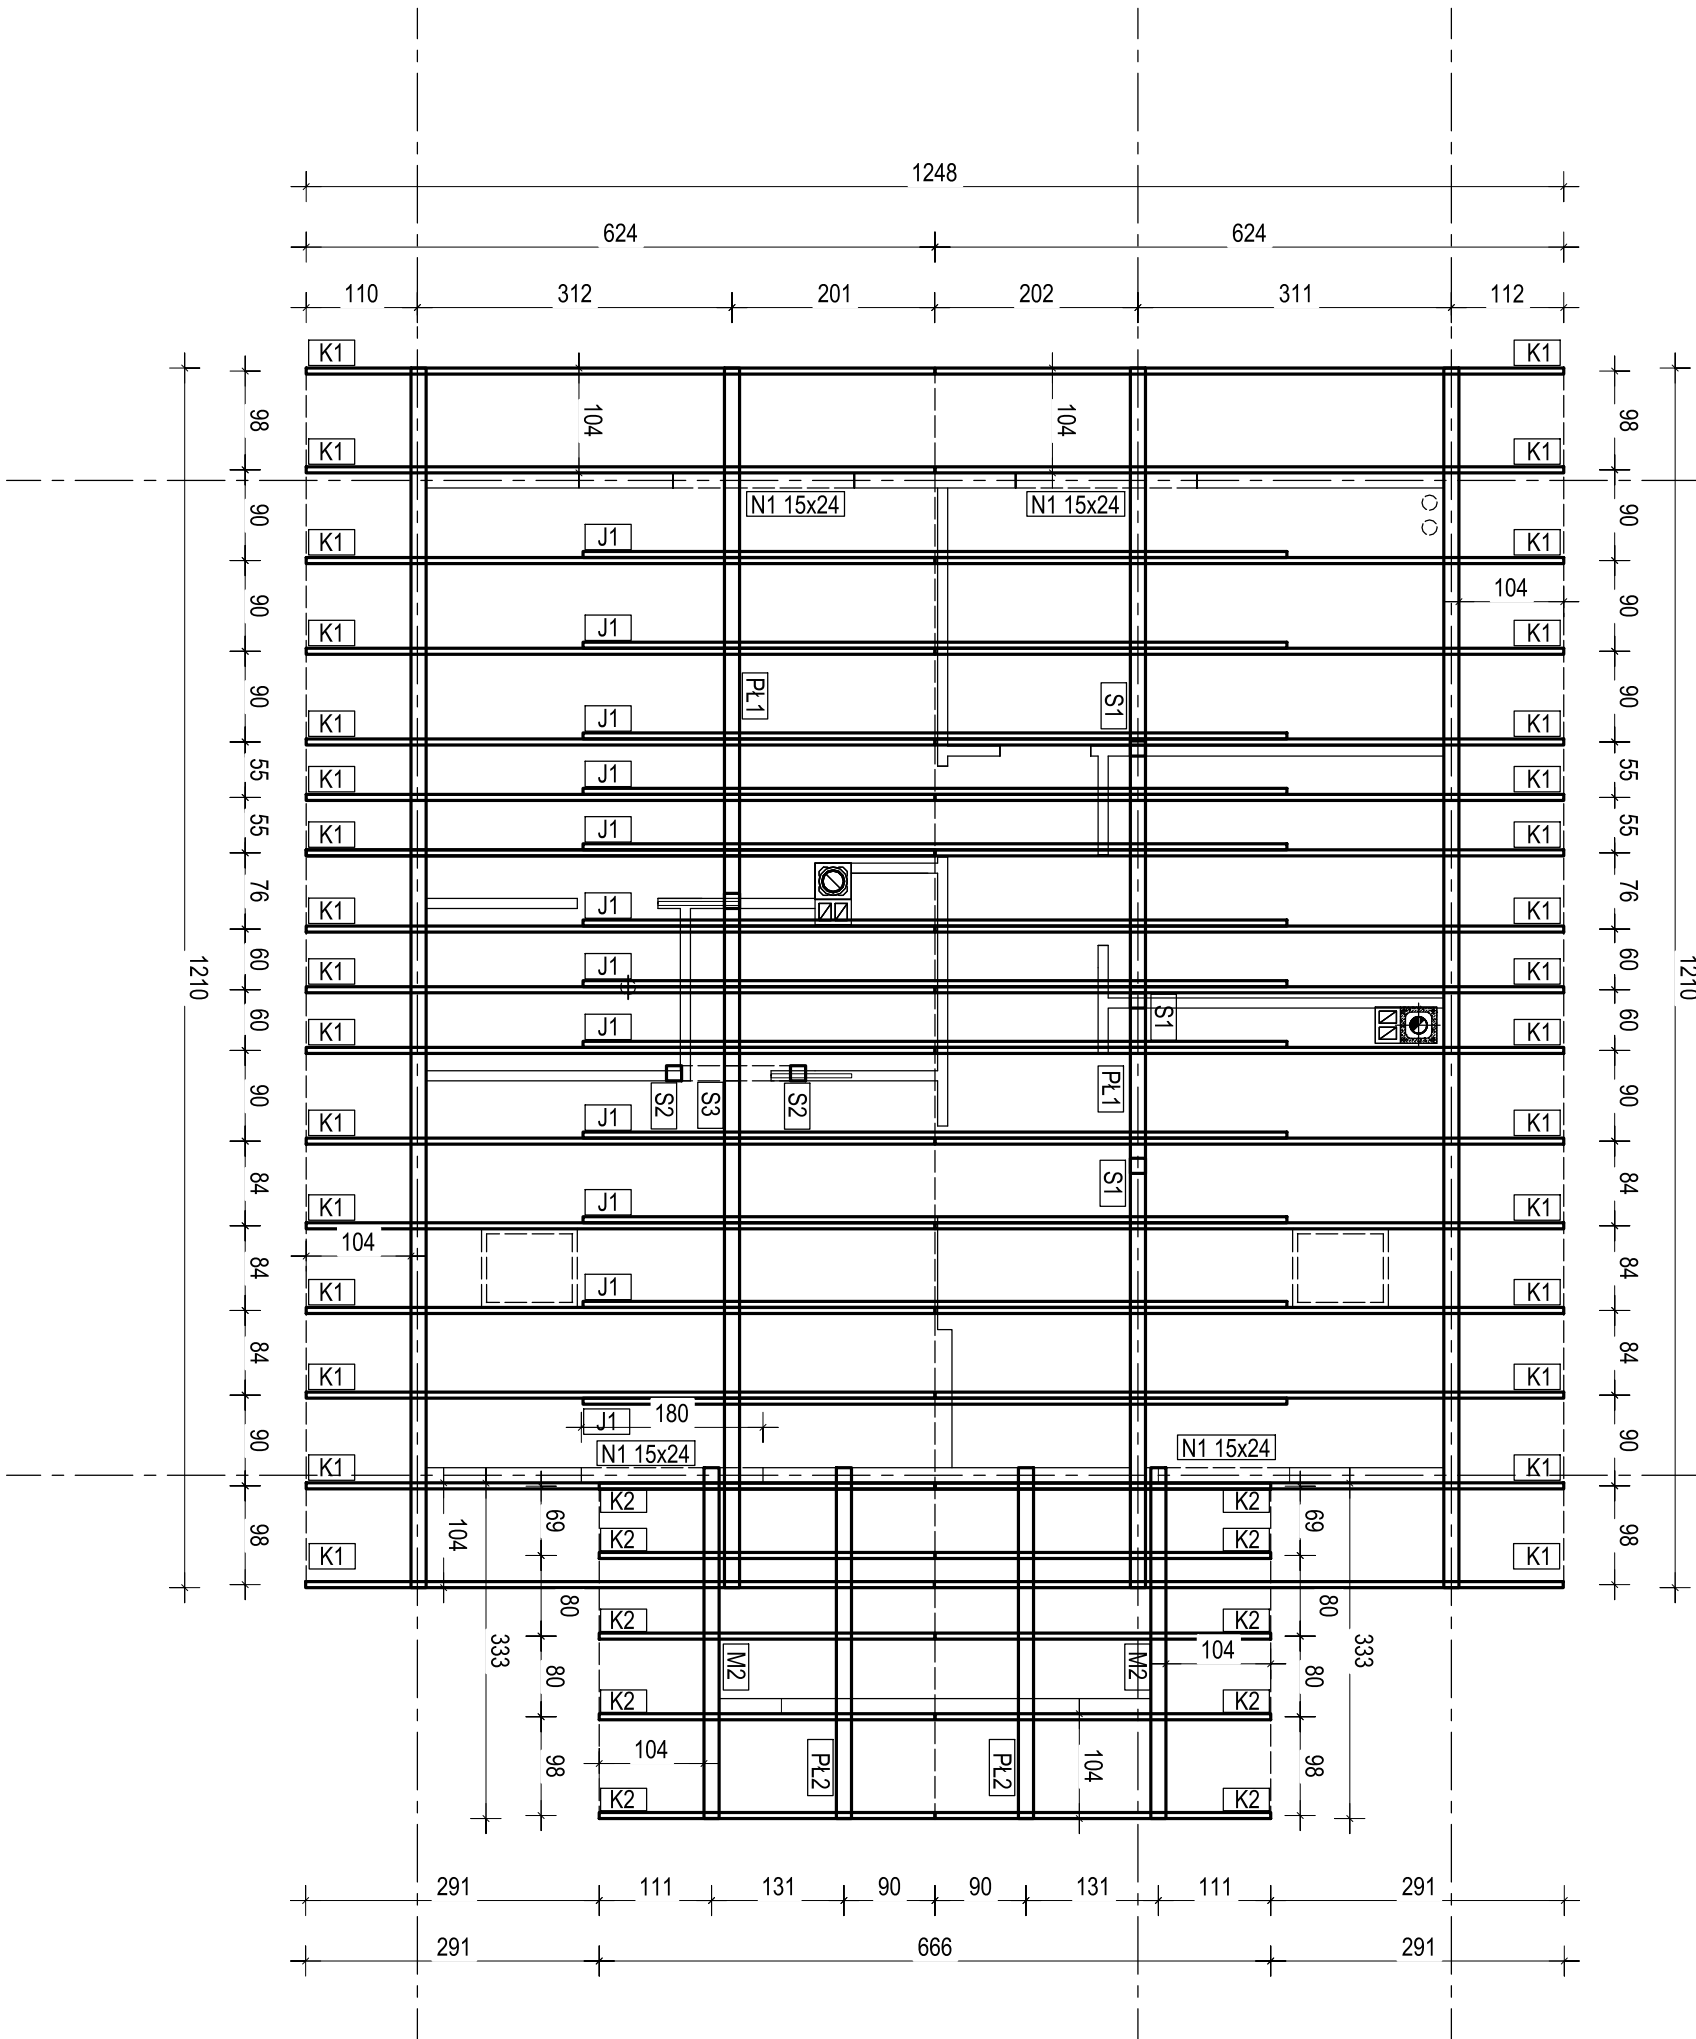 1248
624 624
110 312 201 202 311 112
K1 K1
98 104 104 98
K1 K1
90 N1 15x24 N1 15x24 90
K1 J1 K1
90 104 90
K1 J1 K1
90 PŁ1 S1 90
K1 J1 K1
55 55
K1 J1 K1
55 55
K1 J1 K1
76 76
K1 J1 K1
60 60
1210 K1 J1 K1 1210
60 S1 60
K1 J1 K1
90 S2 S3 S2 PŁ1 90
K1 J1 K1
84 S1 84
K1 J1 K1
104
84 84
K1 J1 K1
84 84
K1 K1
J1 180
90 N1 15x24 N1 15x24 90
K1 K1
K2 K2
98 104 69 69 98
K2 K2
K1 K1
80 80
K2 K2
333 80 M2 M2 104 80 333
K2 K2
98 104 PŁ2 PŁ2 104 98
K2 K2
291 111 131 90 90 131 111 291
291 666 291